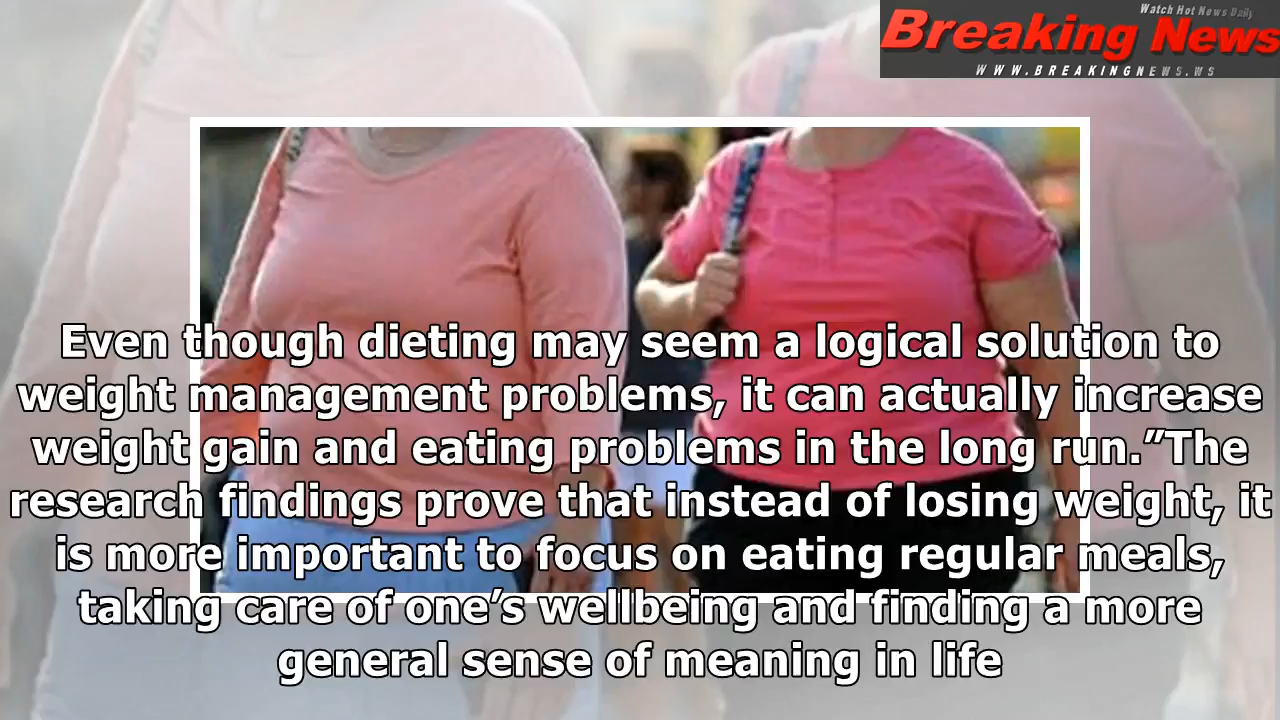 Watch Hot News Daily
Breaking News
WWW.BREAKINGNEWS.WS
Even though dieting may seem a logical solution to
weight management problems, it can actually increase
weight gain and eating problems in the long run.”The
research findings prove that instead of losing weight, it
is more important to focus on eating regular meals,
taking care of one’s wellbeing and finding a more
general sense of meaning in life